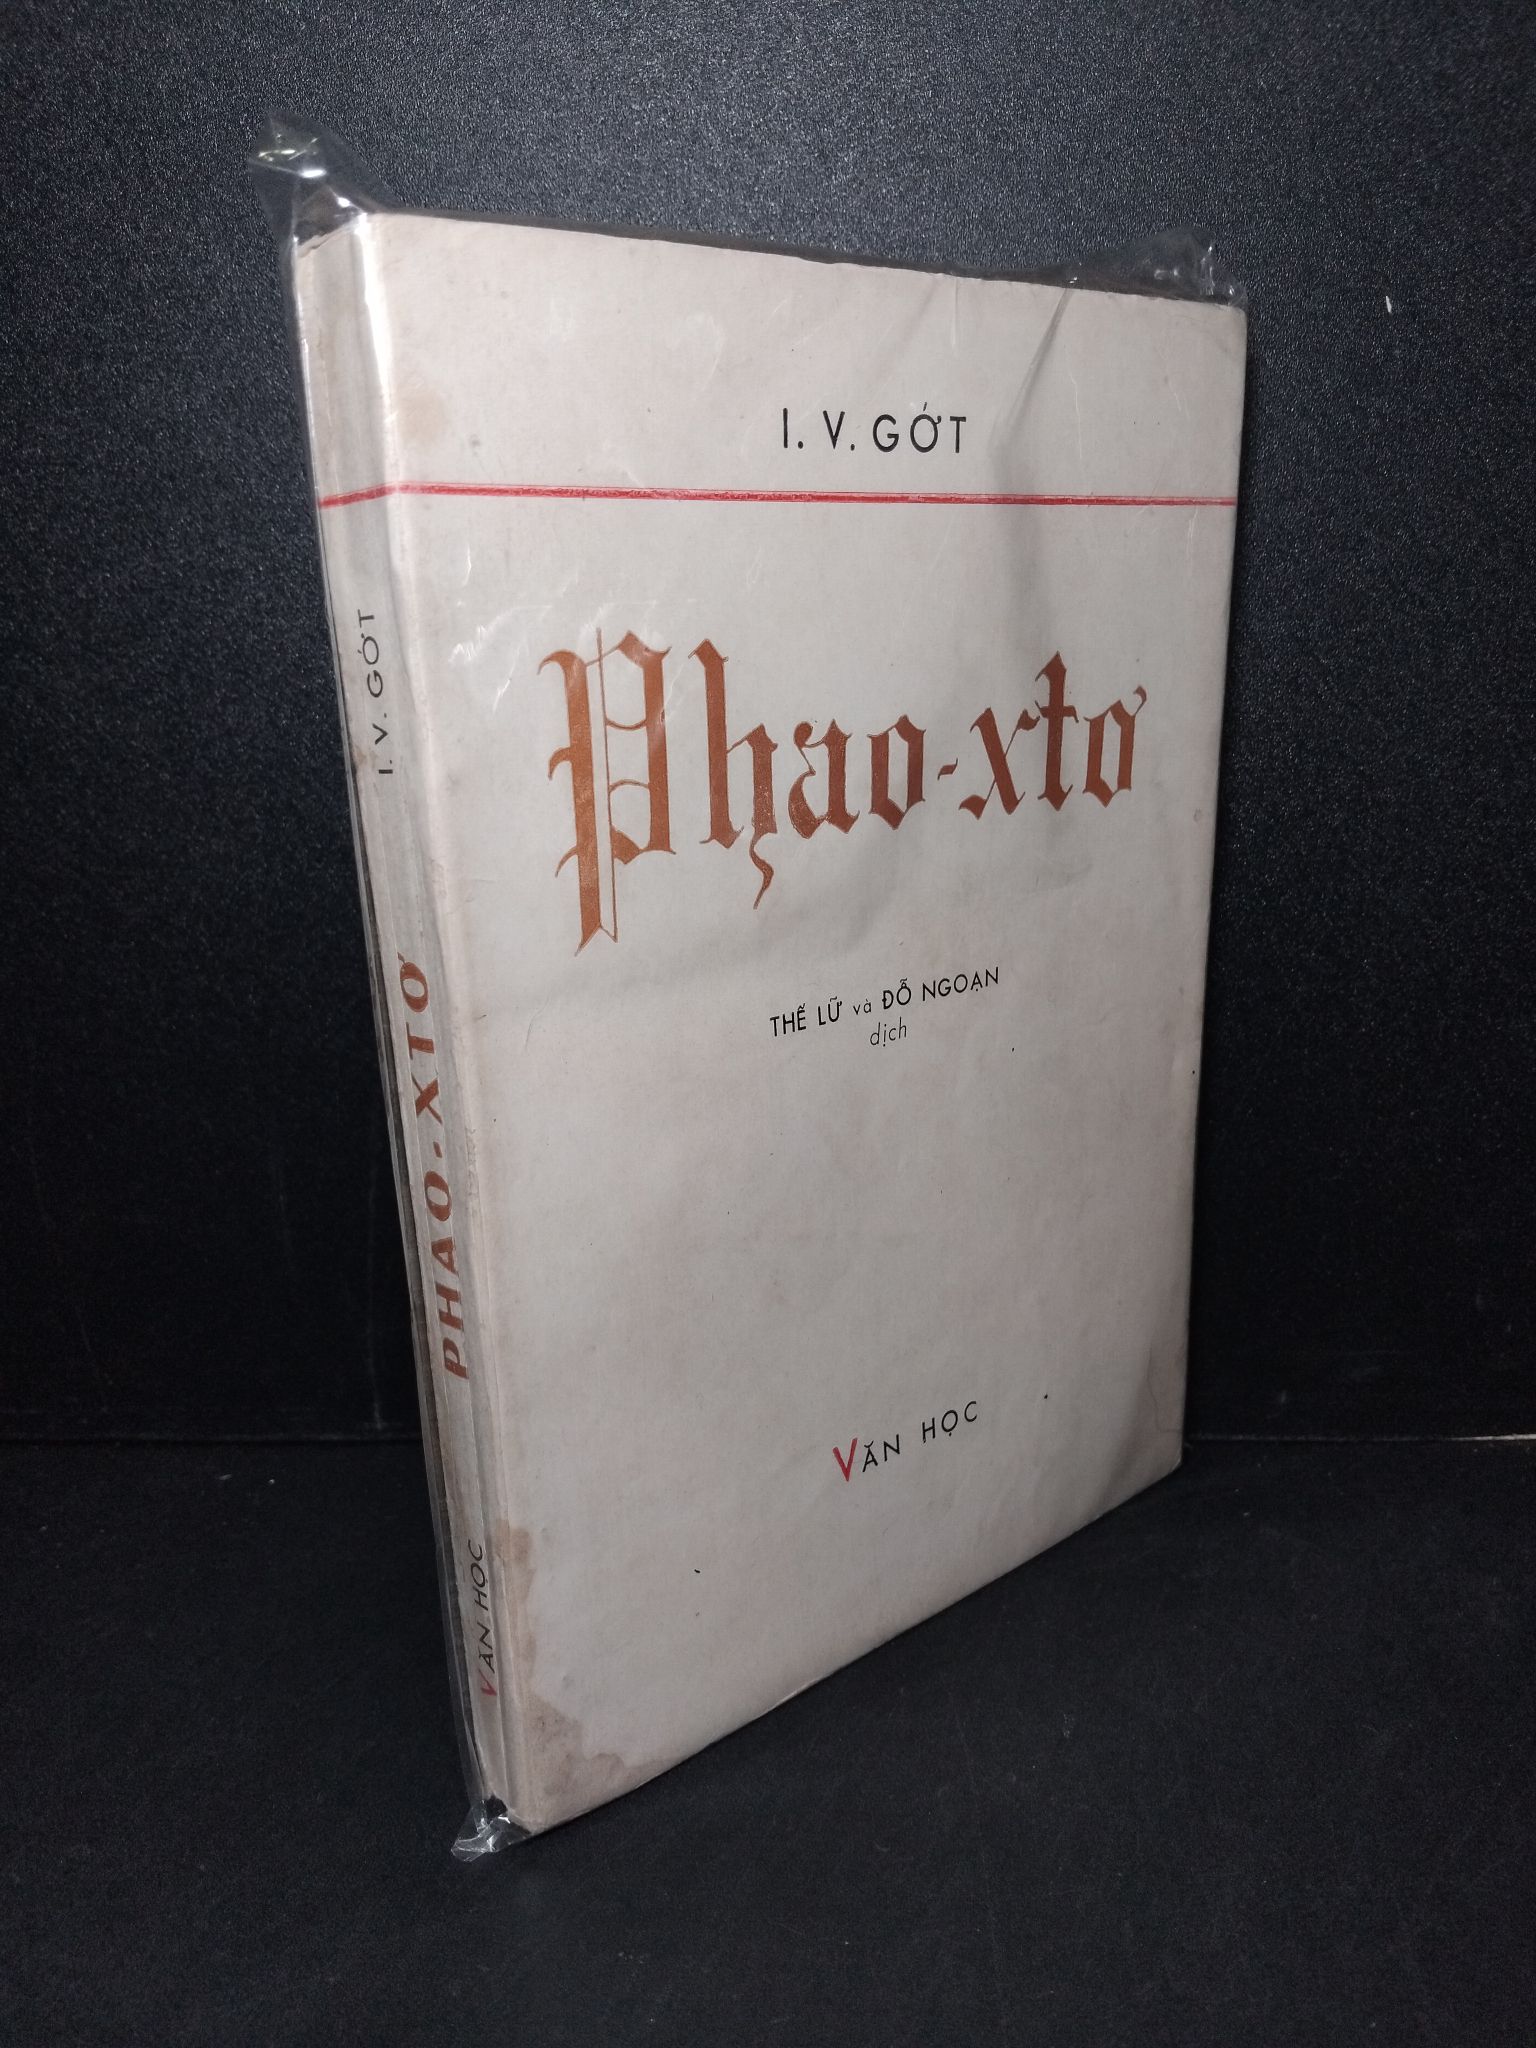 I. V. GỚT
Phao-xtơ
THẾ LỮ và ĐỖ NGOẠN
dịch
VĂN HỌC
I. V. GỚT
PHAO-XTƠ
VĂN HỌC